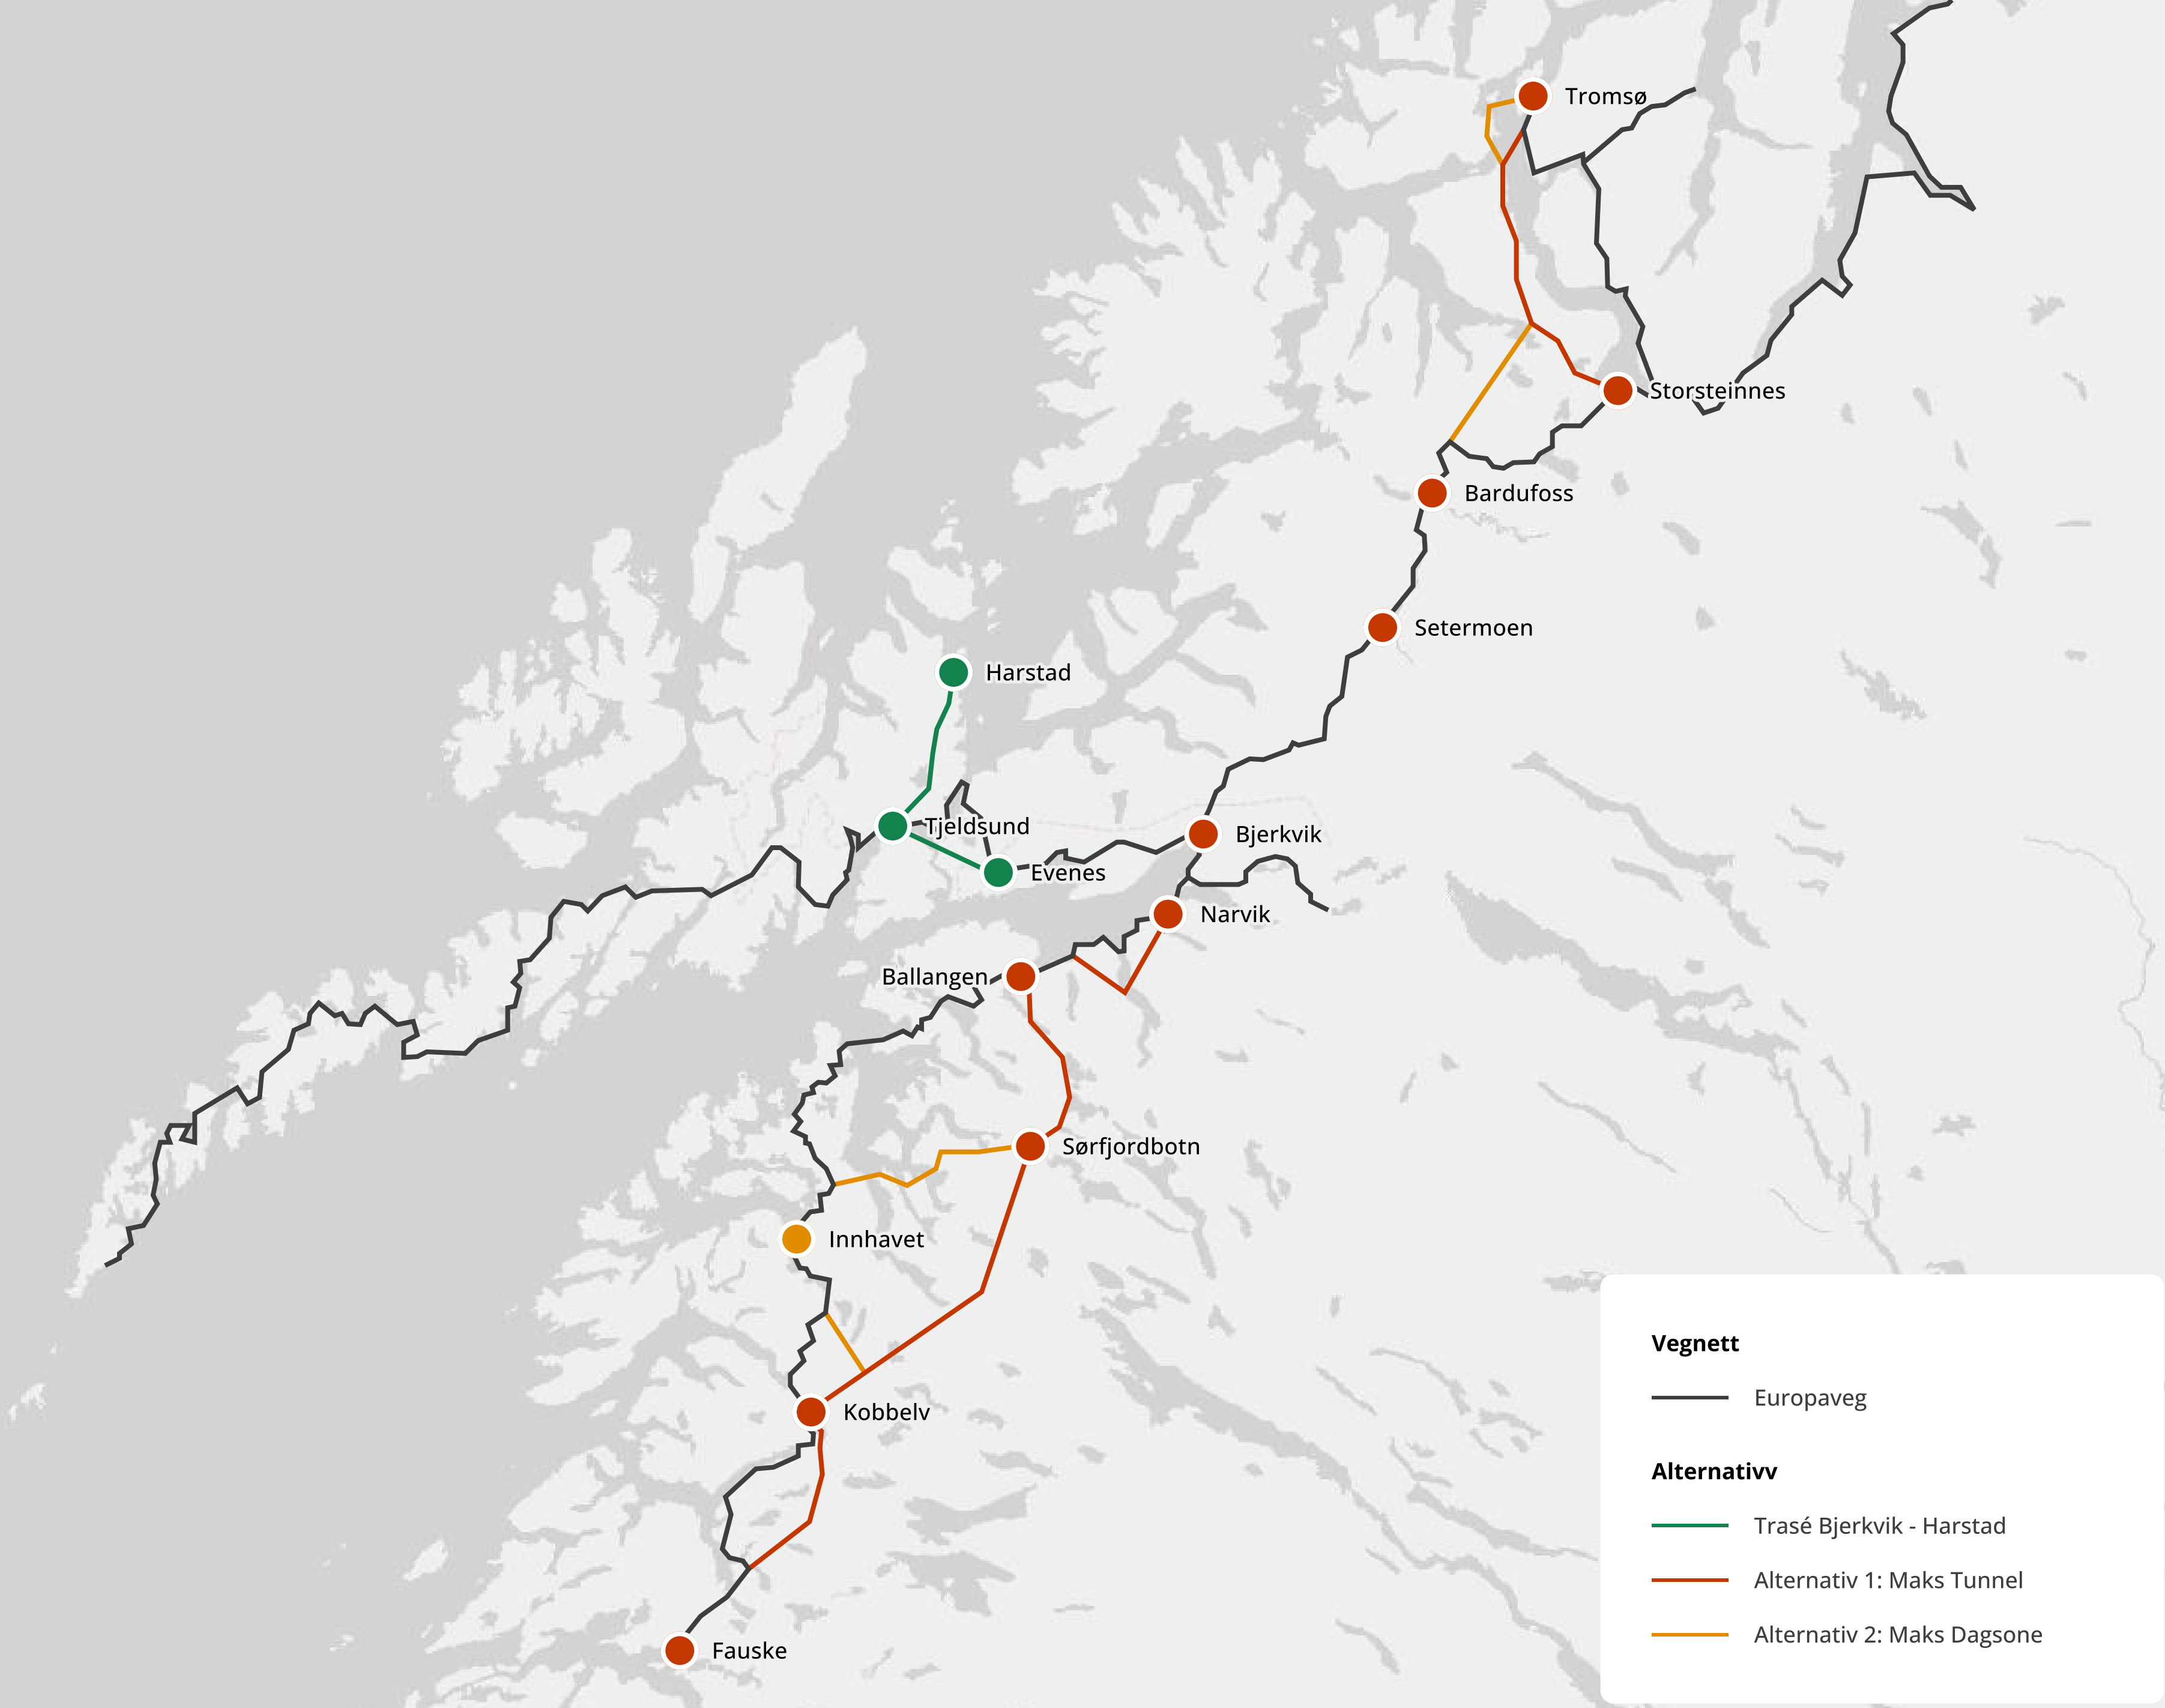 Tromsø
Storsteinnes
Bardufoss
Setermoen
Harstad
Tjeldsund
Bjerkvik
Evenes
Narvik
Ballangen
Sørfjordbotn
Innhavet
Kobbelv
Fauske
Vegnett
Europaveg
Alternativv
Trasé Bjerkvik - Harstad
Alternativ 1: Maks Tunnel
Alternativ 2: Maks Dagsone